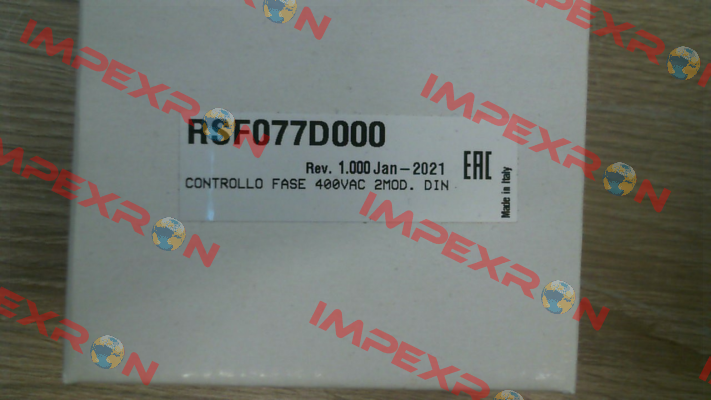 RSF077D000
Rev. 1.000 Jan-2021
EAC
CONTROLLO FASE 400VAC 2MOD. DIN
Made in Italy
IMPEXRON
IMPEXRON
IMPEXRON
IMPEXRON
IMPEXRON
IMPEXRON